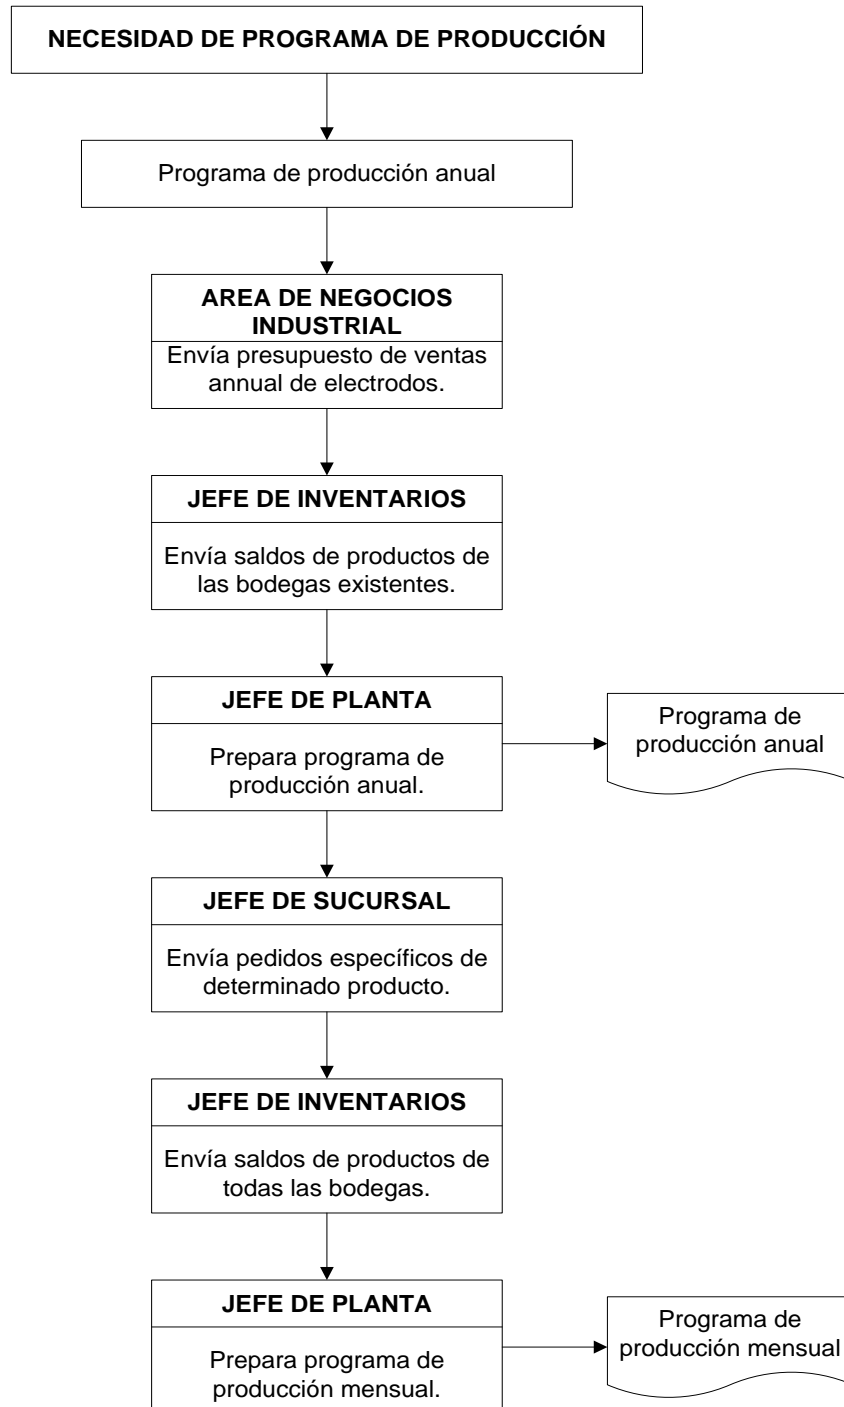 NECESIDAD DE PROGRAMA DE PRODUCCIÓN
Programa de producción anual
AREA DE NEGOCIOS
INDUSTRIAL
Envía presupuesto de ventas
annual de electrodos.
JEFE DE INVENTARIOS
Envía saldos de productos de
las bodegas existentes.
JEFE DE PLANTA
Prepara programa de
producción anual.
Programa de
producción anual
JEFE DE SUCURSAL
Envía pedidos específicos de
determinado producto.
JEFE DE INVENTARIOS
Envía saldos de productos de
todas las bodegas.
JEFE DE PLANTA
Prepara programa de
producción mensual.
Programa de
producción mensual